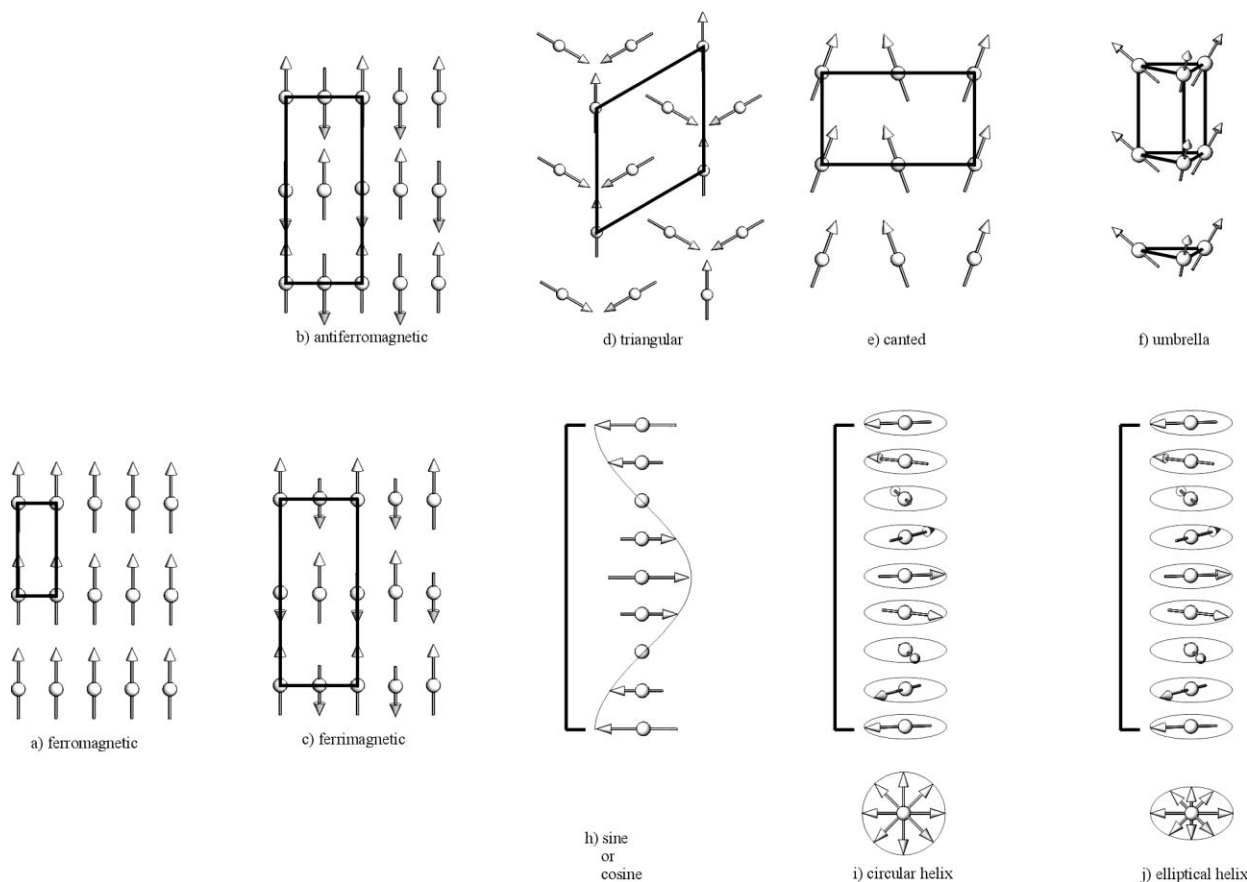 b) antiferromagnetic
d) triangular
e) canted
f) umbrella
a) ferromagnetic
c) ferrimagnetic
h) sine
or
cosine
i) circular helix
j) elliptical helix